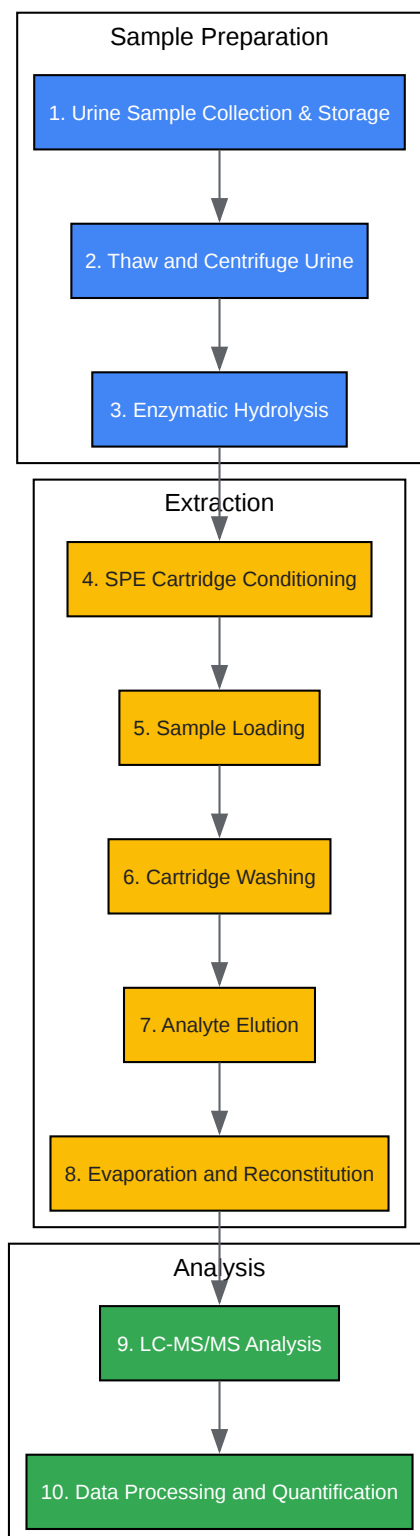 Sample Preparation
1. Urine Sample Collection & Storage
2. Thaw and Centrifuge Urine
3. Enzymatic Hydrolysis
Extraction
4. SPE Cartridge Conditioning
5. Sample Loading
6. Cartridge Washing
7. Analyte Elution
8. Evaporation and Reconstitution
Analysis
9. LC-MS/MS Analysis
10. Data Processing and Quantification